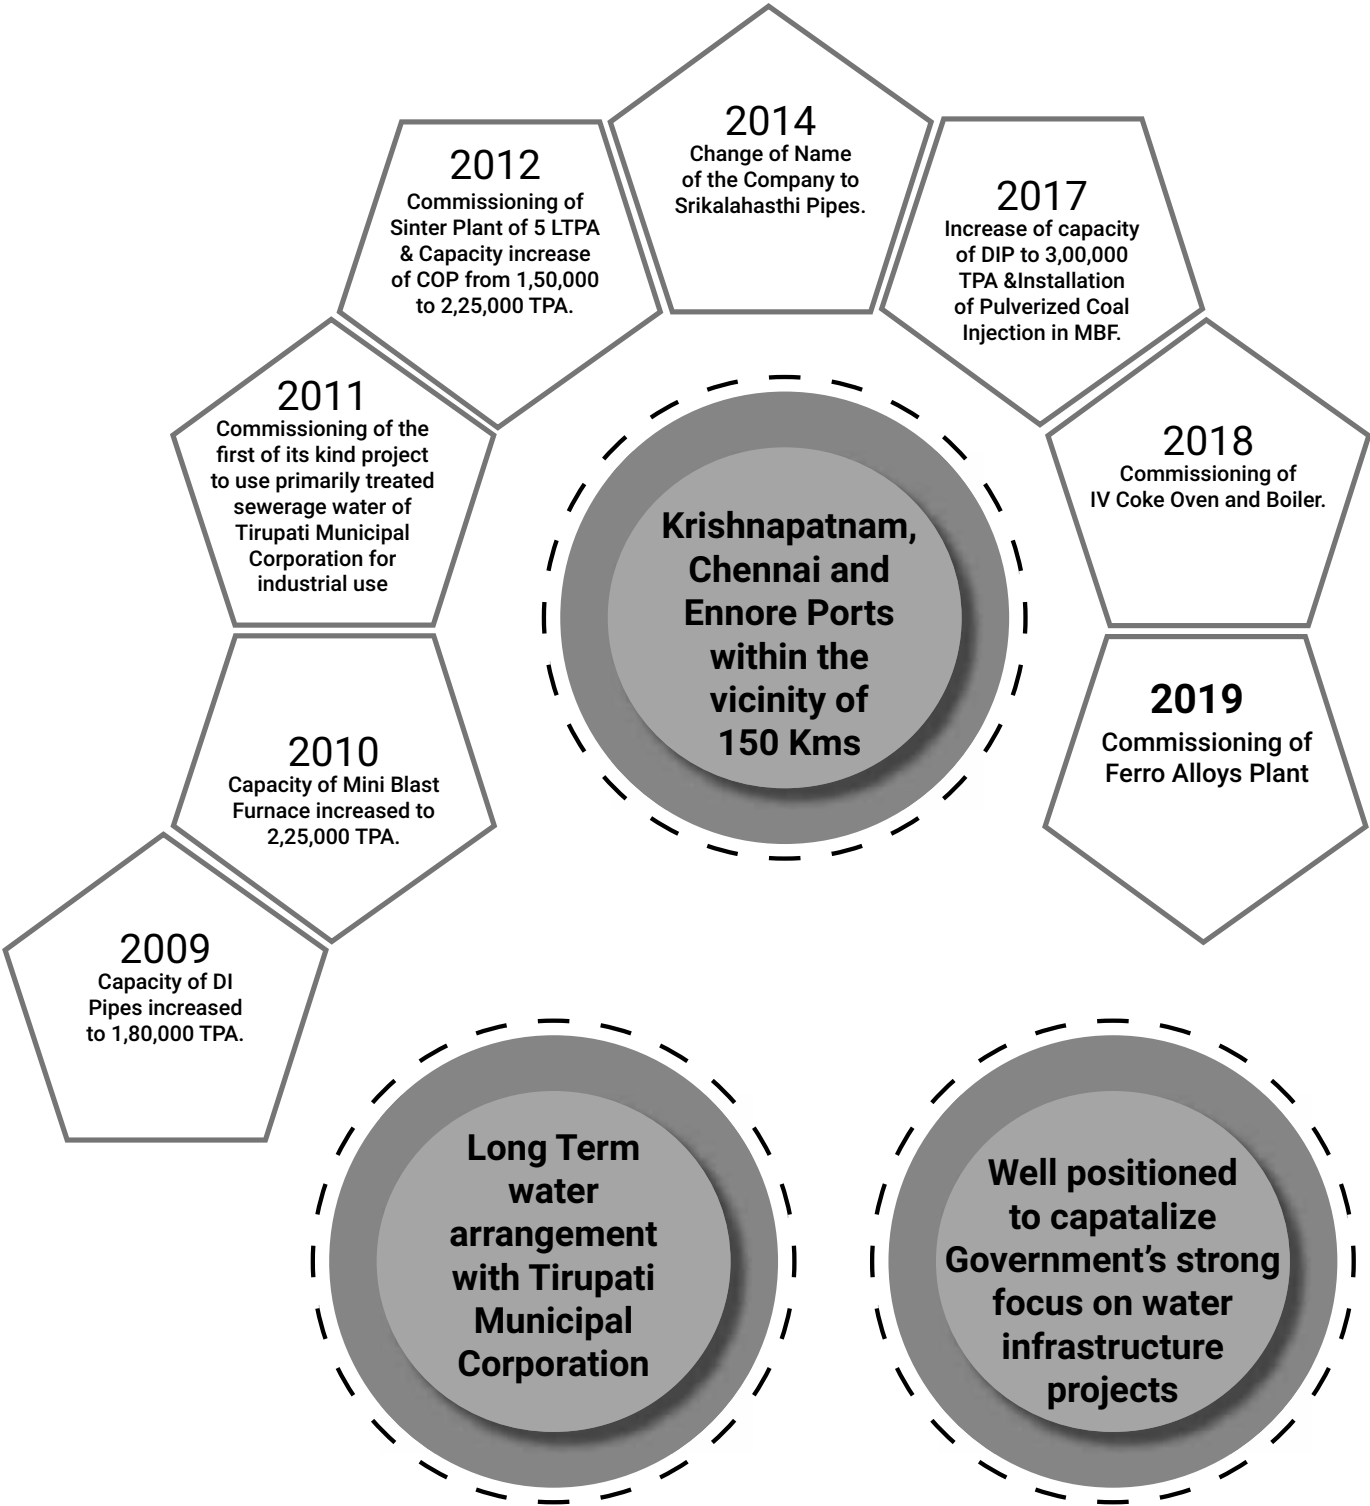 2009
Capacity of DI
Pipes increased
to 1,80,000 TPA.
2010
Capacity of Mini Blast
Furnace increased to
2,25,000 TPA.
2011
Commissioning of the
first of its kind project
to use primarily treated
sewerage water of
Tirupati Municipal
Corporation for
industrial use
2012
Commissioning of
Sinter Plant of 5 LTPA
& Capacity increase
of COP from 1,50,000
to 2,25,000 TPA.
2014
Change of Name
of the Company to
Srikalahasthi Pipes.
2017
Increase of capacity
of DIP to 3,00,000
TPA &Installation
of Pulverized Coal
Injection in MBF.
2018
Commissioning of
IV Coke Oven and Boiler.
2019
Commissioning of
Ferro Alloys Plant
Krishnapatnam,
Chennai and
Ennore Ports
within the
vicinity of
150 Kms
Long Term
water
arrangement
with Tirupati
Municipal
Corporation
Well positioned
to capatalize
Government’s strong
focus on water
infrastructure
projects